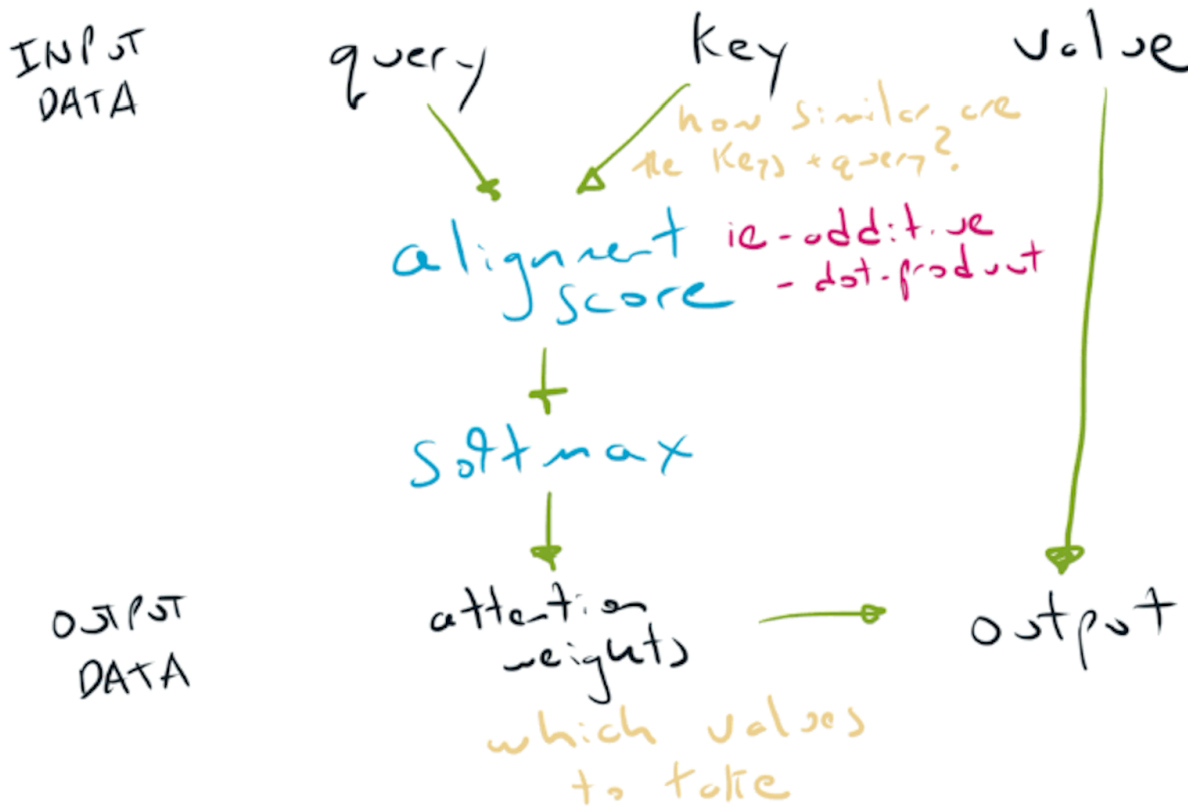 INPUT
DATA
query
key
value
how similar are
the keys + query?
alignment
score
ie - additive
- dot-product
softmax
OUTPUT
DATA
attention
weights
output
which values
to take